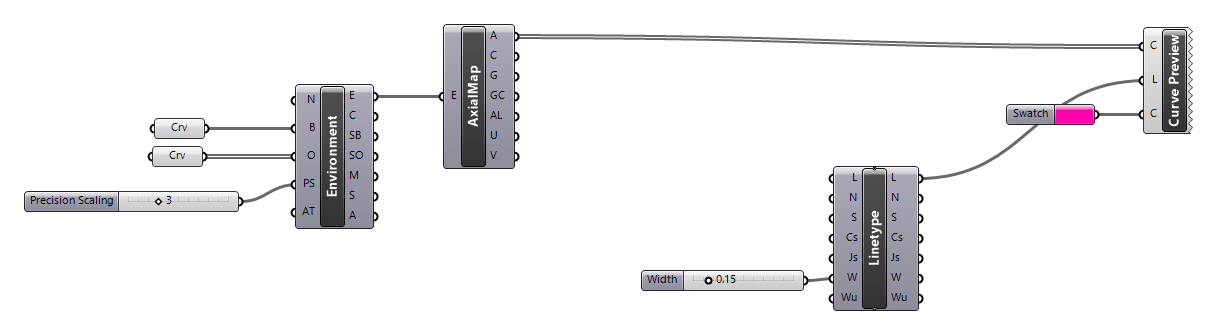 Crv
Crv
Precision Scaling
3
N
B
O
PS
AT
Environment
E
C
SB
SO
M
S
A
E
AxialMap
A
C
G
GC
AL
U
V
Width
0.15
L
N
S
Cs
Js
W
Wu
Linetype
L
N
S
Cs
Js
W
Wu
Swatch
C
L
C
Curve Preview